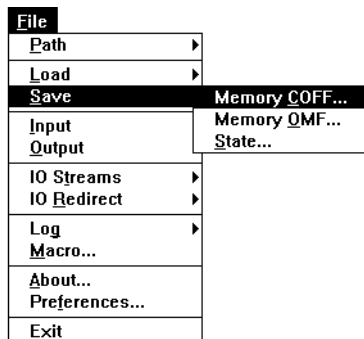 File
Path
Load
Save
Memory COFF...
Memory OMF...
State...
Input
Output
IO Streams
IO Redirect
Log
Macro...
About...
Preferences...
Exit